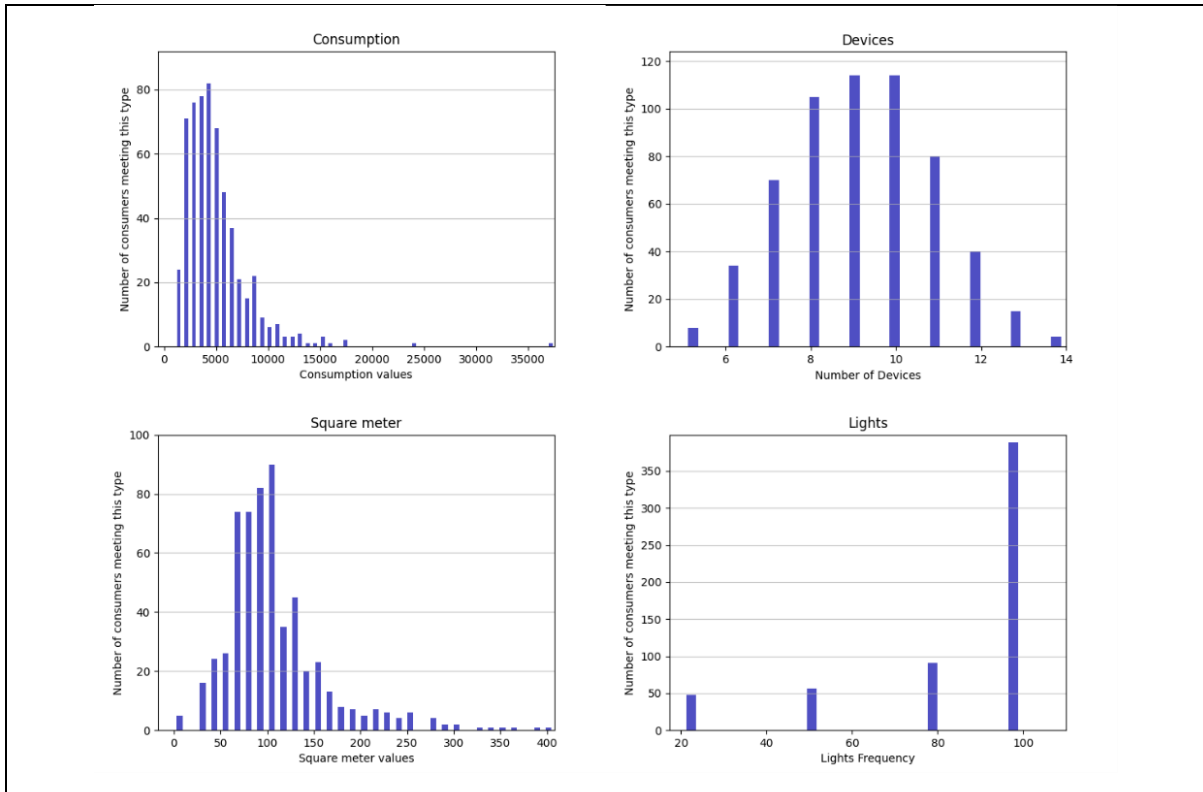 Consumption
Number of consumers meeting this type
80
60
40
20
0
0 5000 10000 15000 20000 25000 30000 35000
Consumption values
Devices
Number of consumers meeting this type
120
100
80
60
40
20
0
6 8 10 12 14
Number of Devices
Square meter
Number of consumers meeting this type
100
80
60
40
20
0
0 50 100 150 200 250 300 350 400
Square meter values
Lights
Number of consumers meeting this type
350
300
250
200
150
100
50
0
20 40 60 80 100
Lights Frequency